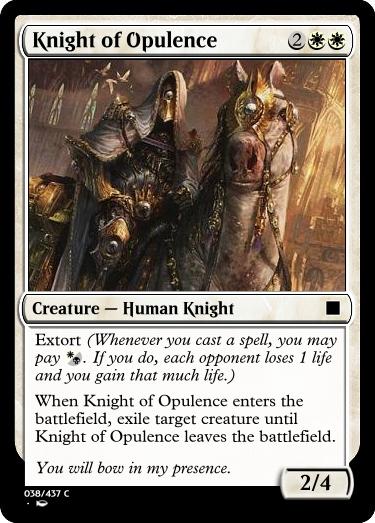 Knight of Opulence 2
Creature — Human Knight
Extort (Whenever you cast a spell, you may
pay . If you do, each opponent loses 1 life
and you gain that much life.)
When Knight of Opulence enters the
battlefield, exile target creature until
Knight of Opulence leaves the battlefield.
You will bow in my presence.
2/4
038/437 C